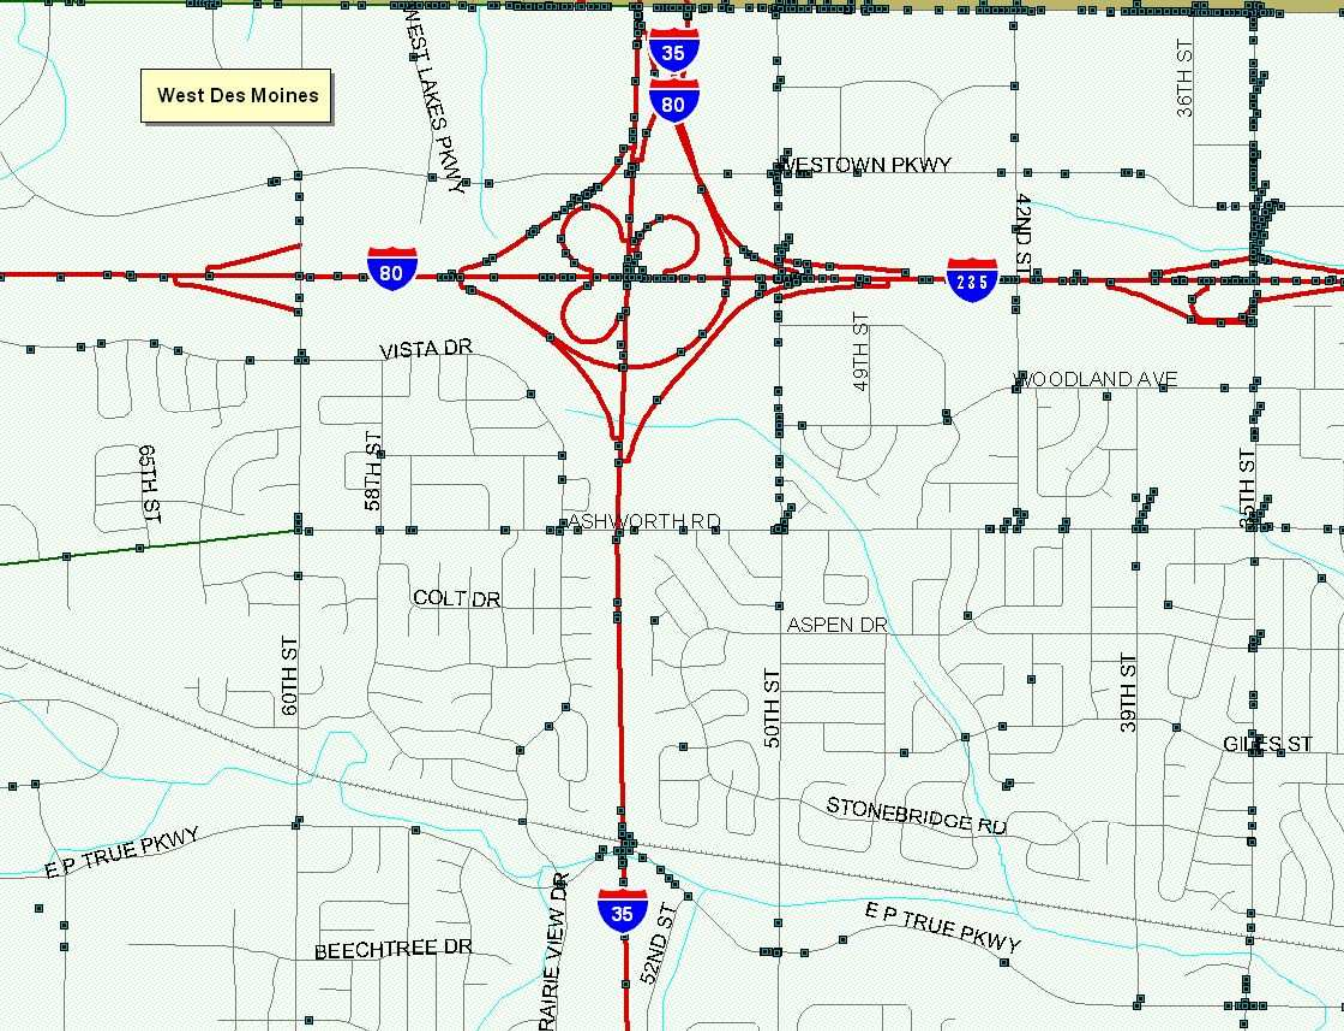 35
36TH ST
WEST LAKES PKWY
West Des Moines
80
WESTOWN PKWY
42ND ST
80
235
VISTA DR
49TH ST
WOODLAND AVE
65TH ST
58TH ST
35TH ST
ASHWORTH RD
COLT DR
ASPEN DR
60TH ST
50TH ST
39TH ST
GILES ST
STONEBRIDGE RD
E P TRUE PKWY
35
PRAIRIE VIEW DR
52ND ST
E P TRUE PKWY
BEECHTREE DR